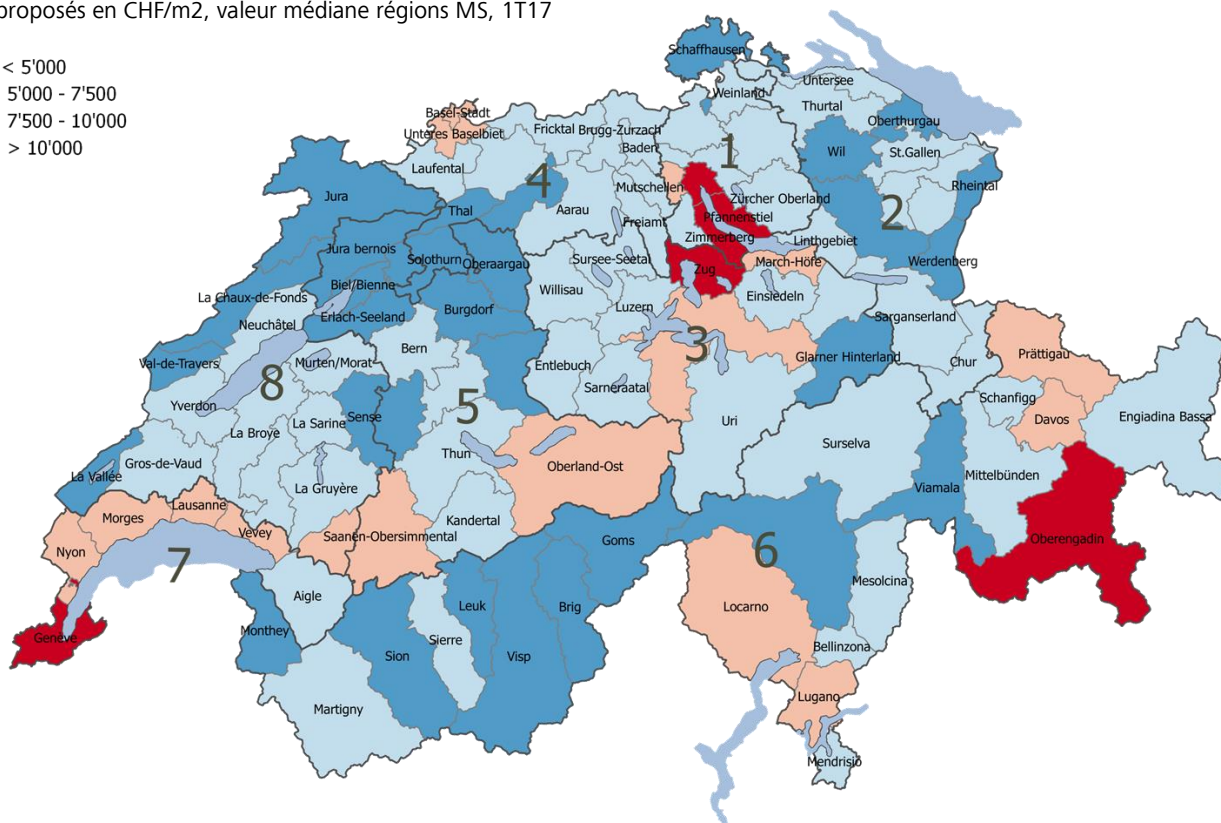 proposés en CHF/m2, valeur médiane régions MS, 1T17
< 5'000
5'000 - 7'500
7'500 - 10'000
> 10'000
Schaffhausen
Weinland
Untersee
Thurtal
Oberthurgau
Basel-Stadt
Unteres Baselbiet
Fricktal
Brugg-Zurzach
Baden
1
Wil
St.Gallen
Laufental
4
Mutschellen
Zürcher Oberland
Rheintal
Jura
Thal
Aarau
Freiamt
Pfannenstiel
2
Zimmerberg
Linthgebiet
Jura bernois
Solothurn
Oberaargau
Sursee-Seetal
Zug
March-Höfe
Werdenberg
Biel/Bienne
Willisau
Einsiedeln
La Chaux-de-Fonds
Erlach-Seeland
Burgdorf
Luzern
Sarganserland
Neuchâtel
3
Bern
Val-de-Travers
Murten/Morat
Entlebuch
Glarner Hinterland
Prättigau
Chur
8
Sarneraatal
Schanfigg
Yverdon
5
La Sarine
Sense
Uri
Davos
Engiadina Bassa
La Broye
Surselva
Thun
Oberland-Ost
Gros-de-Vaud
La Vallée
Mittelbünden
La Gruyère
Viamala
Lausanne
Morges
Vevey
Kandertal
Saanen-Obersimmental
Goms
Oberengadin
Nyon
7
6
Mesolcina
Aigle
Leuk
Brig
Locarno
Monthey
Genève
Sierre
Bellinzona
Sion
Visp
Lugano
Martigny
Mendrisio